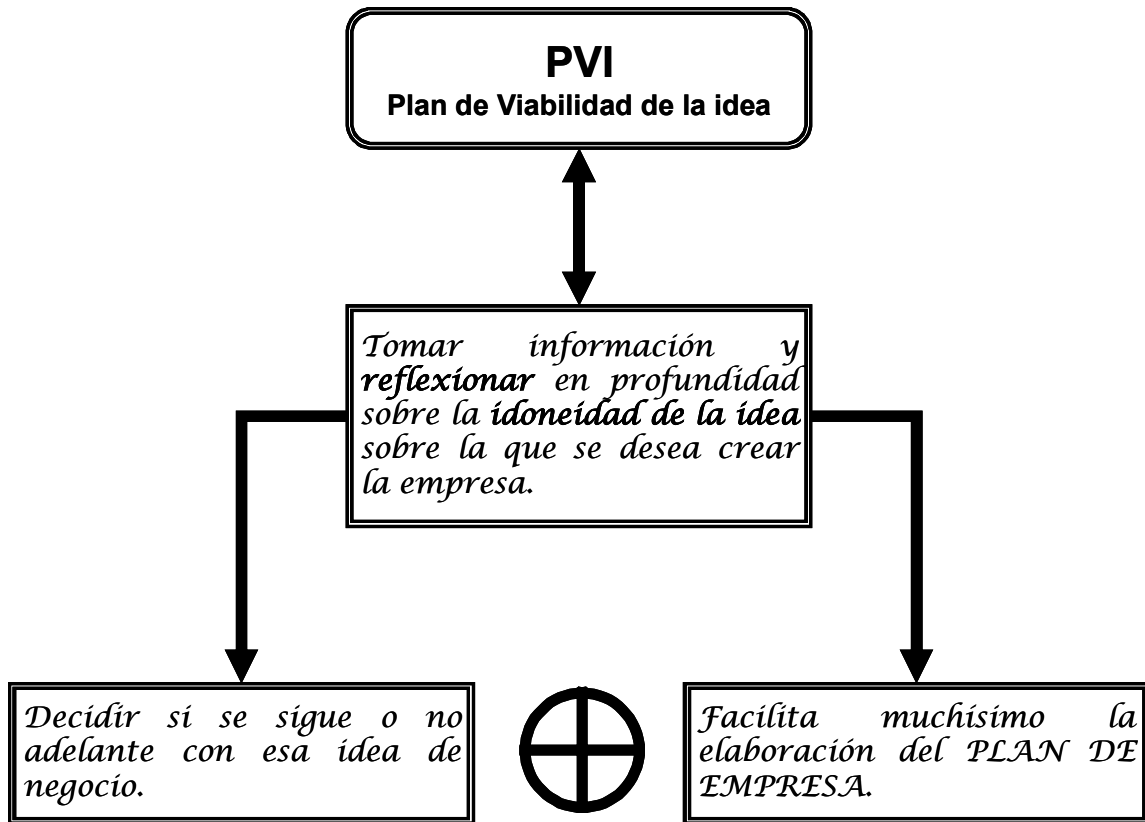 PVI
Plan de Viabilidad de la idea
Tomar información y
reflexionar en profundidad
sobre la idoneidad de la idea
sobre la que se desea crear
la empresa.
Decidir si se sigue o no
adelante con esa idea de
negocio.
Facilita muchísimo la
elaboración del PLAN DE
EMPRESA.